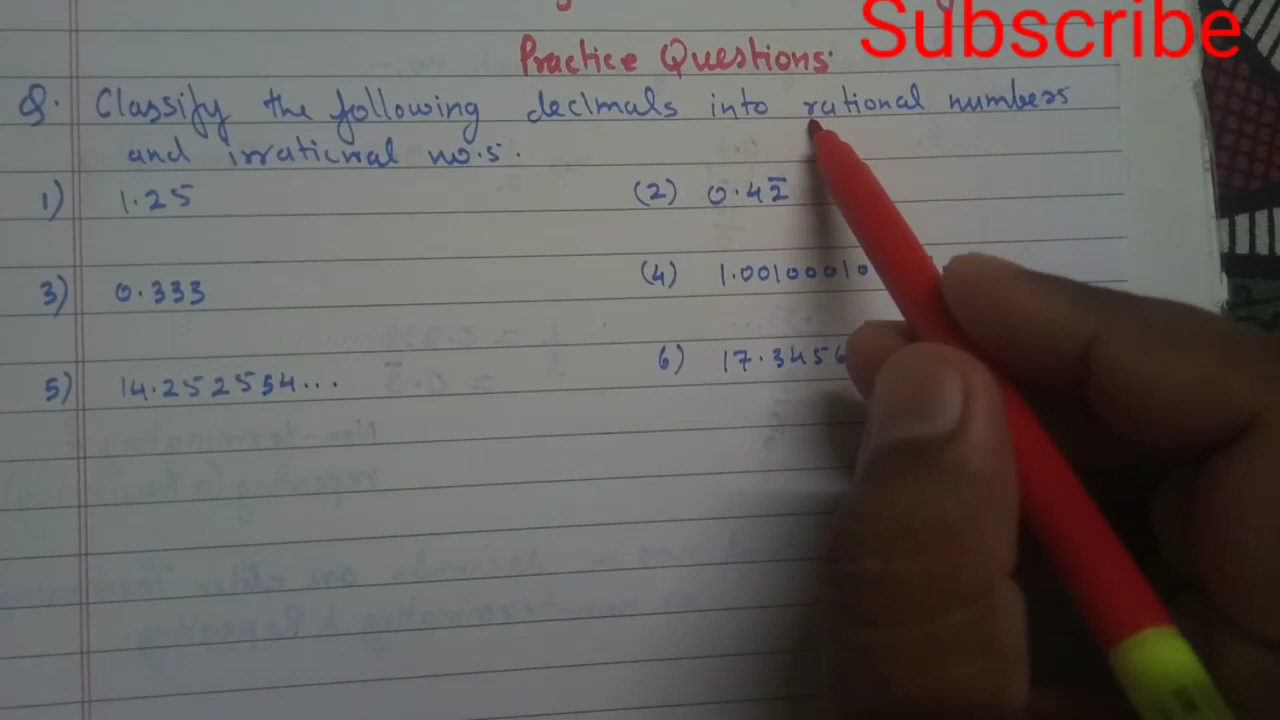 Subscribe
Practice Questions
Q. Classify the following decimals into rational numbers
and irrational no.s.
1) 1.25
(2) 0.42̅
3) 0.333
(4) 1.00100010
5) 14.252554...
6) 17.3456